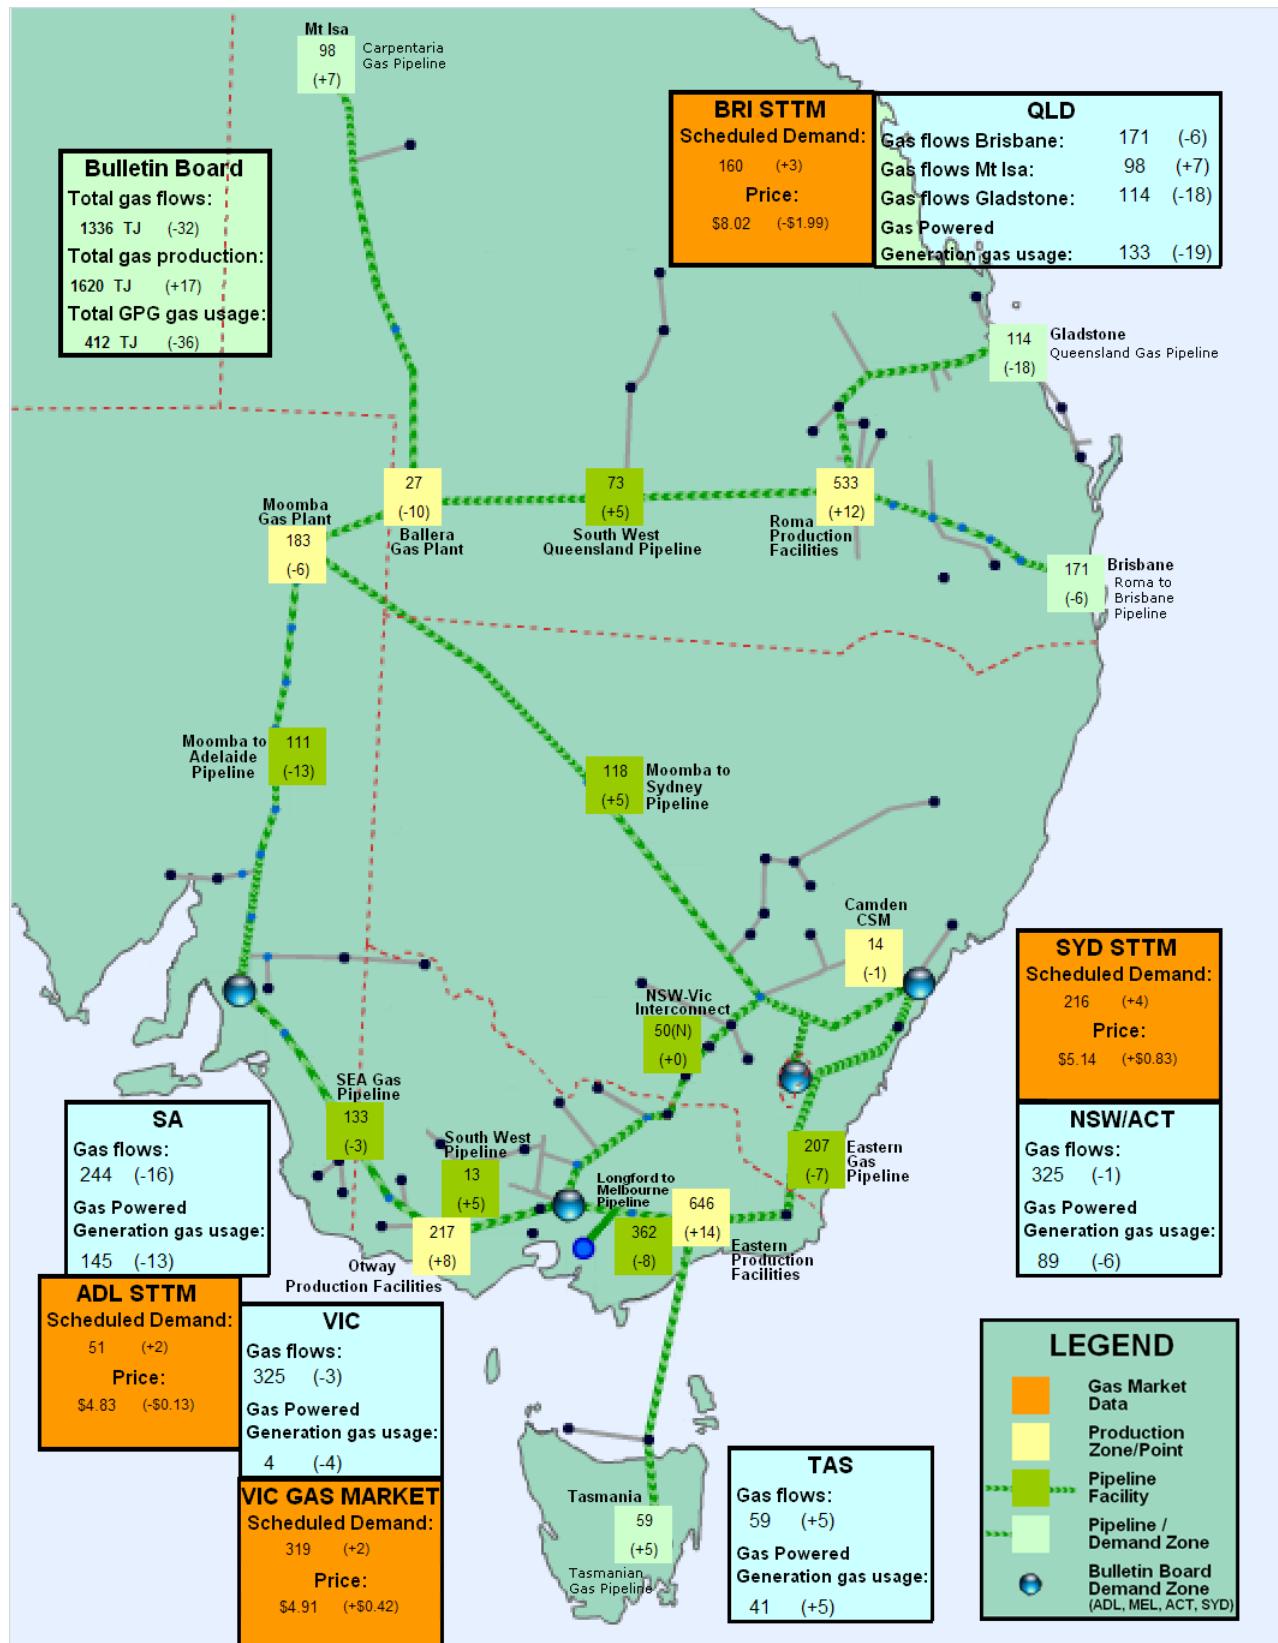 Mt Isa
98
(+7)
Carpentaria
Gas Pipeline
BRI STTM
Scheduled Demand:
160 (+3)
Price:
$8.02 (-$1.99)
QLD
Gas flows Brisbane: 171 (-6)
Gas flows Mt Isa: 98 (+7)
Gas flows Gladstone: 114 (-18)
Gas Powered
Generation gas usage: 133 (-19)
Bulletin Board
Total gas flows:
1336 TJ (-32)
Total gas production:
1620 TJ (+17)
Total GPG gas usage:
412 TJ (-36)
114
(-18)
Gladstone
Queensland Gas Pipeline
27
(-10)
Ballera
Gas Plant
73
(+5)
South West
Queensland Pipeline
533
(+12)
Roma
Production
Facilities
Moomba
Gas Plant
183
(-6)
171
(-6)
Brisbane
Roma to
Brisbane
Pipeline
Moomba to
Adelaide
Pipeline
111
(-13)
118
(+5)
Moomba to
Sydney
Pipeline
Camden
CSM
14
(-1)
SYD STTM
Scheduled Demand:
216 (+4)
Price:
$5.14 (+$0.83)
NSW-Vic
Interconnect
50(N)
(+0)
SEA Gas
Pipeline
133
(-3)
South West
Pipeline
13
(+5)
207
(-7)
Eastern
Gas
Pipeline
NSW/ACT
Gas flows:
325 (-1)
Gas Powered
Generation gas usage:
89 (-6)
SA
Gas flows:
244 (-16)
Gas Powered
Generation gas usage:
145 (-13)
Longford to
Melbourne
Pipeline
362
(-8)
646
(+14)
Eastern
Production
Facilities
217
(+8)
Otway
Production Facilities
ADL STTM
Scheduled Demand:
51 (+2)
Price:
$4.83 (-$0.13)
VIC
Gas flows:
325 (-3)
Gas Powered
Generation gas usage:
4 (-4)
VIC GAS MARKET
Scheduled Demand:
319 (+2)
Price:
$4.91 (+$0.42)
Tasmania
59
(+5)
Tasmanian
Gas Pipeline
TAS
Gas flows:
59 (+5)
Gas Powered
Generation gas usage:
41 (+5)
LEGEND
Gas Market
Data
Production
Zone/Point
Pipeline
Facility
Pipeline /
Demand Zone
Bulletin Board
Demand Zone
(ADL, MEL, ACT, SYD)